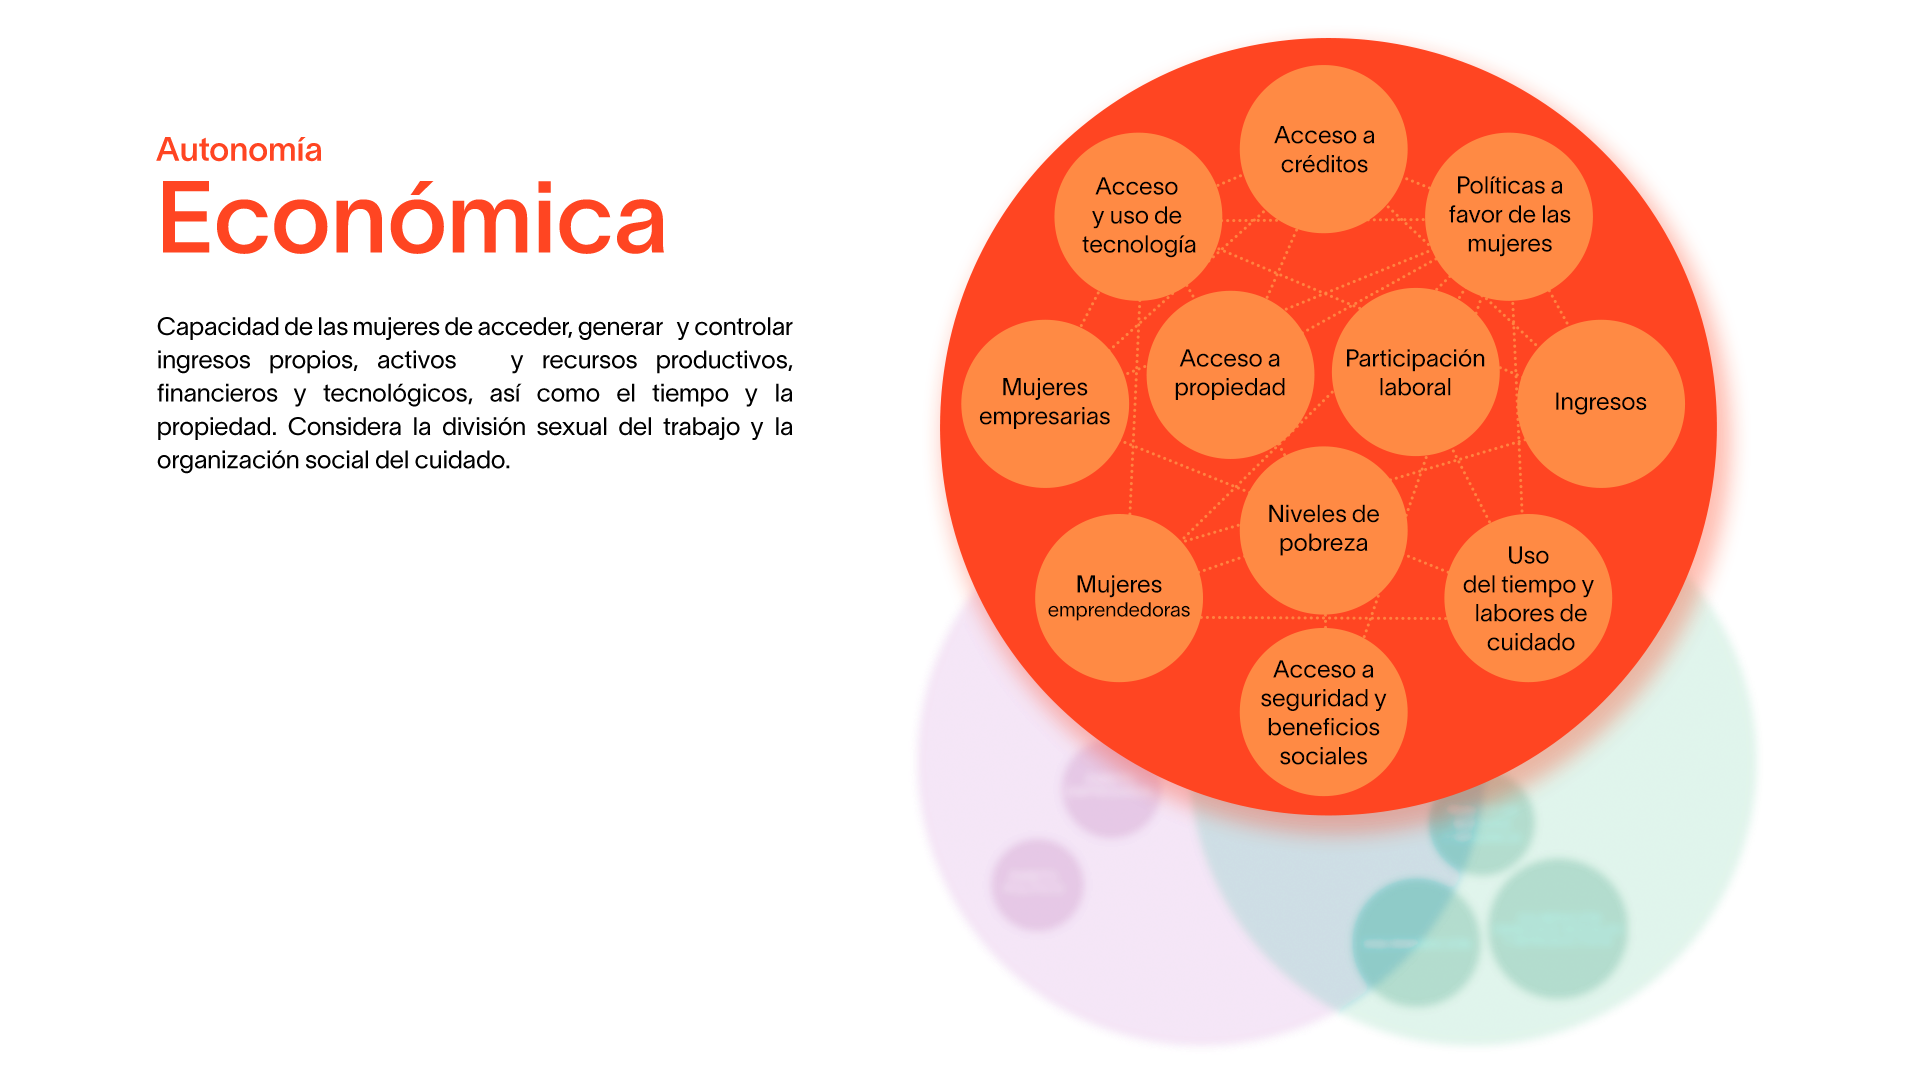 Autonomía
Económica
Capacidad de las mujeres de acceder, generar y controlar
ingresos propios, activos y recursos productivos,
financieros y tecnológicos, así como el tiempo y la
propiedad. Considera la división sexual del trabajo y la
organización social del cuidado.
Acceso a
créditos
Acceso
y uso de
tecnología
Políticas a
favor de las
mujeres
Mujeres
empresarias
Acceso a
propiedad
Participación
laboral
Ingresos
Niveles de
pobreza
Mujeres
emprendedoras
Uso
del tiempo y
labores de
cuidado
Acceso a
seguridad y
beneficios
sociales